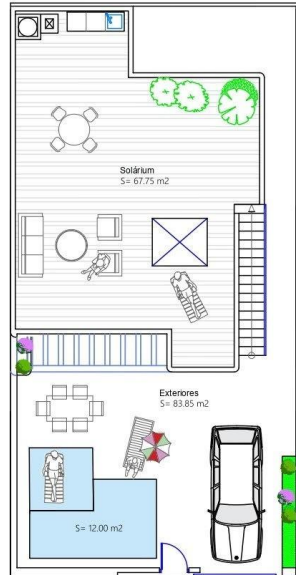 Solárium
S= 67.75 m2
Exteriores
S= 83.85 m2
S= 12.00 m2